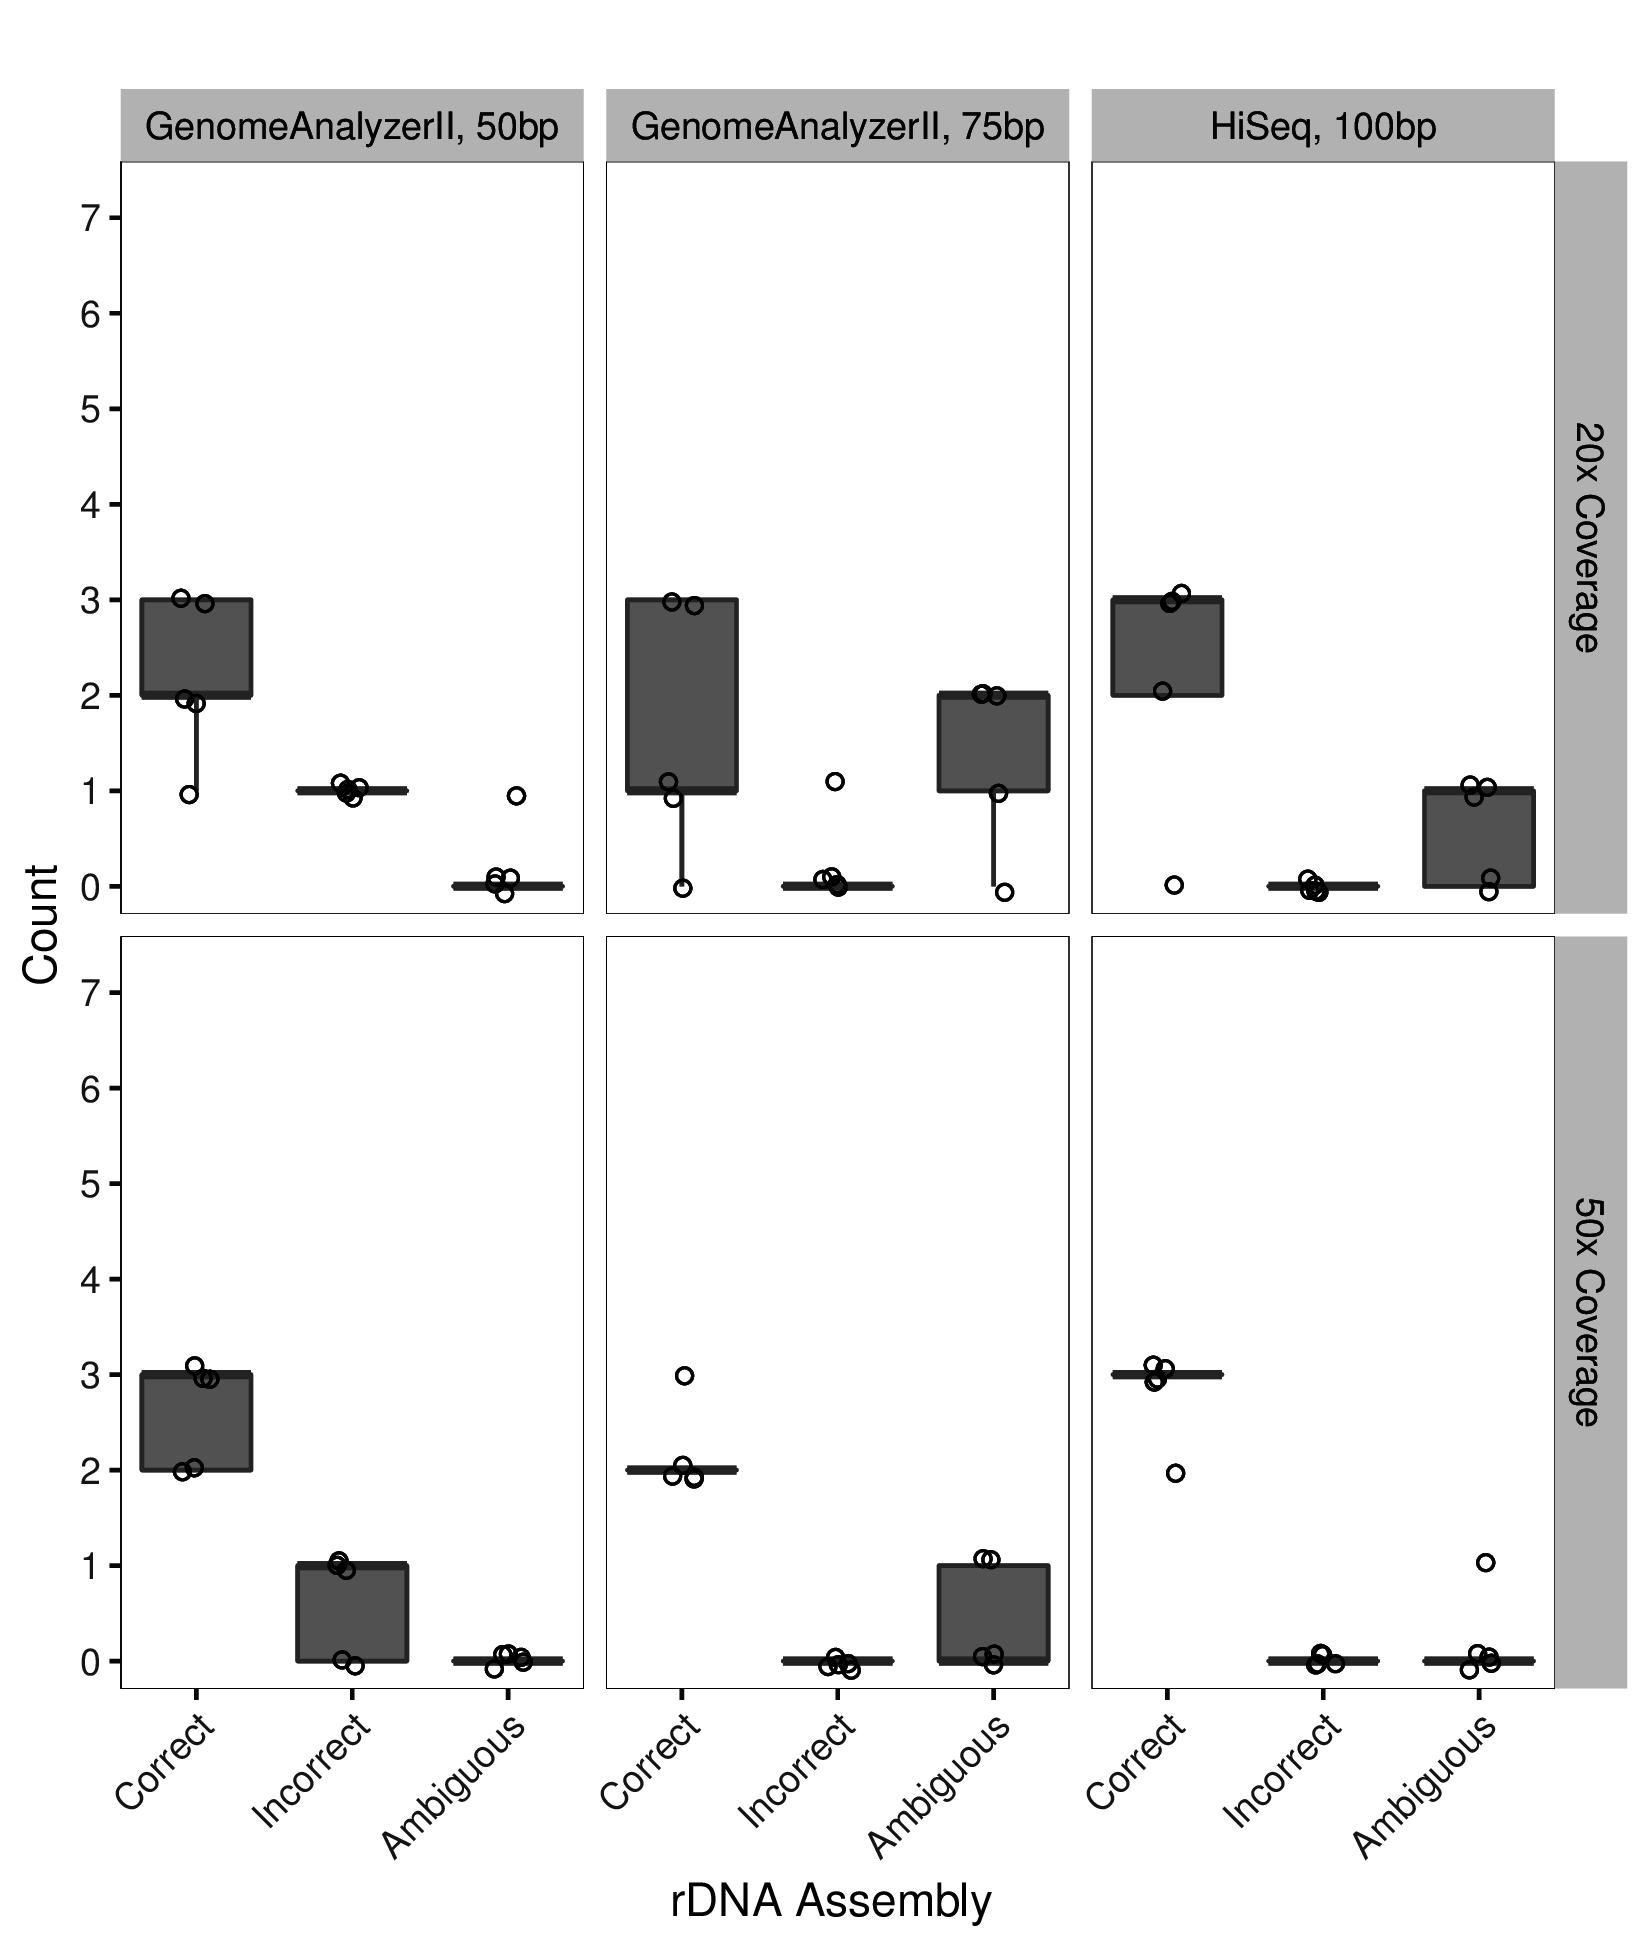 GenomeAnalyzerII, 50bp
GenomeAnalyzerII, 75bp
HiSeq, 100bp
7
6
5
4
3
2
1
0
20x Coverage
Count
7
6
5
4
3
2
1
0
50x Coverage
Correct
Incorrect
Ambiguous
Correct
Incorrect
Ambiguous
Correct
Incorrect
Ambiguous
rDNA Assembly